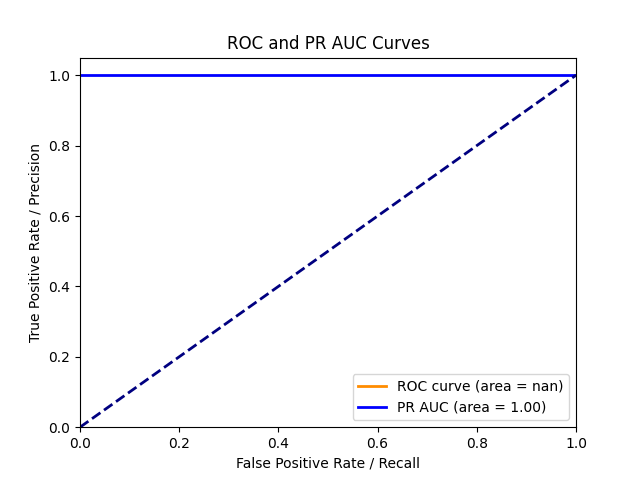 ROC and PR AUC Curves
True Positive Rate / Precision
1.0
0.8
0.6
0.4
0.2
0.0
0.0 0.2 0.4 0.6 0.8 1.0
ROC curve (area = nan)
PR AUC (area = 1.00)
False Positive Rate / Recall